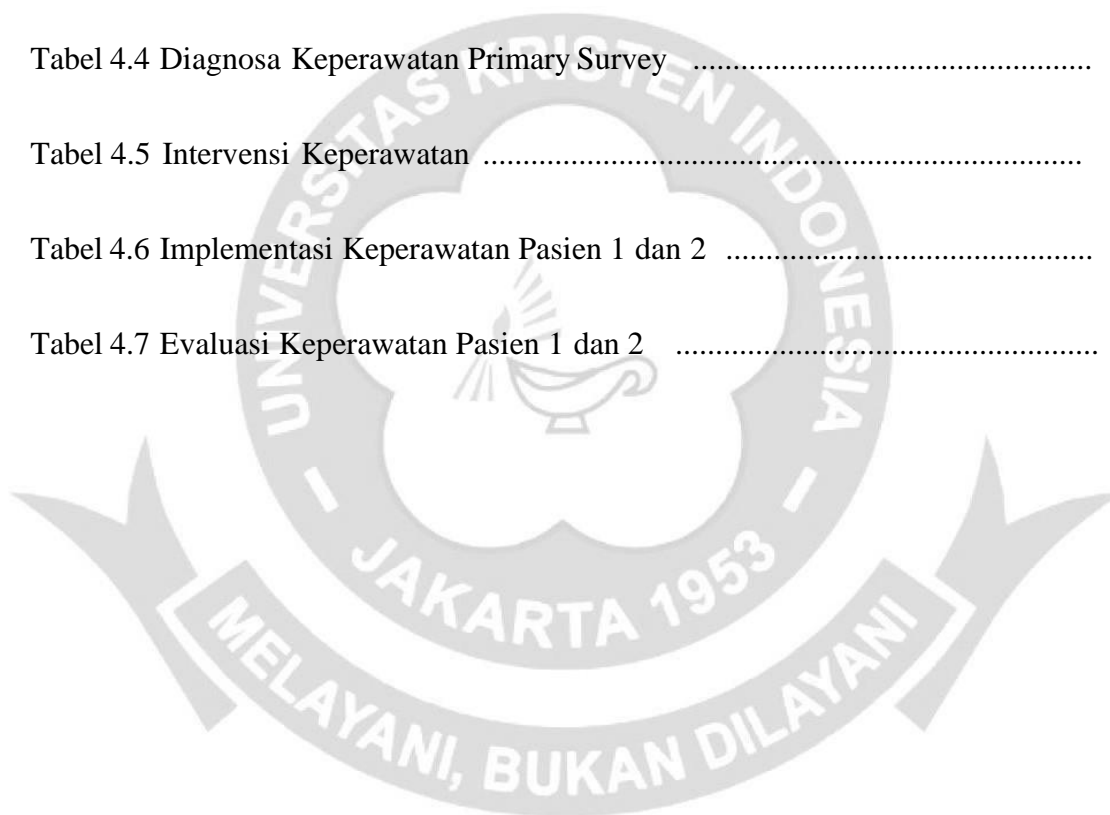 Tabel 4.4 Diagnosa Keperawatan Primary Survey ..................................................
Tabel 4.5 Intervensi Keperawatan ...........................................................................
Tabel 4.6 Implementasi Keperawatan Pasien 1 dan 2 ..............................................
Tabel 4.7 Evaluasi Keperawatan Pasien 1 dan 2 .....................................................
UNIVERSITAS KRISTEN INDONESIA
JAKARTA 1953
MELAYANI, BUKAN DILAYANI